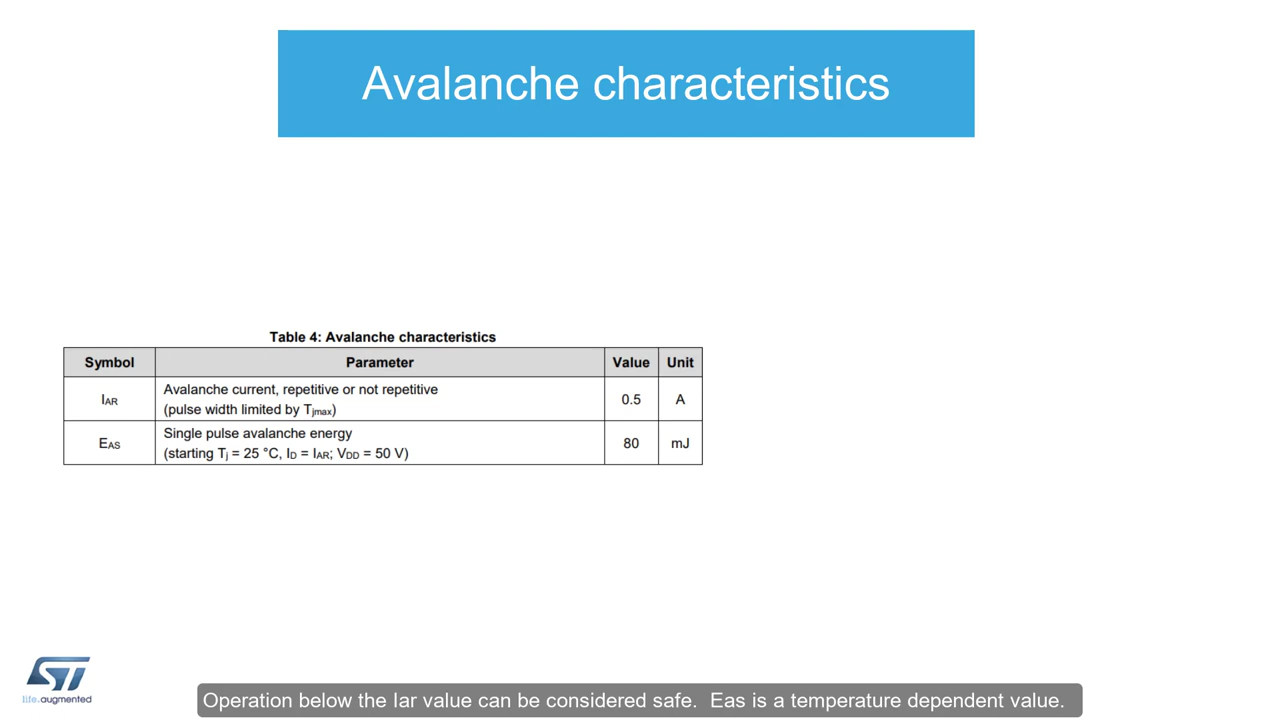 Avalanche characteristics
Table 4: Avalanche characteristics
Symbol Parameter Value Unit
IAR Avalanche current, repetitive or not repetitive (pulse width limited by Tjmax) 0.5 A
EAS Single pulse avalanche energy (starting Tj = 25 °C, ID = IAR; VDD = 50 V) 80 mJ
ST
life.augmented
Operation below the Iar value can be considered safe. Eas is a temperature dependent value.